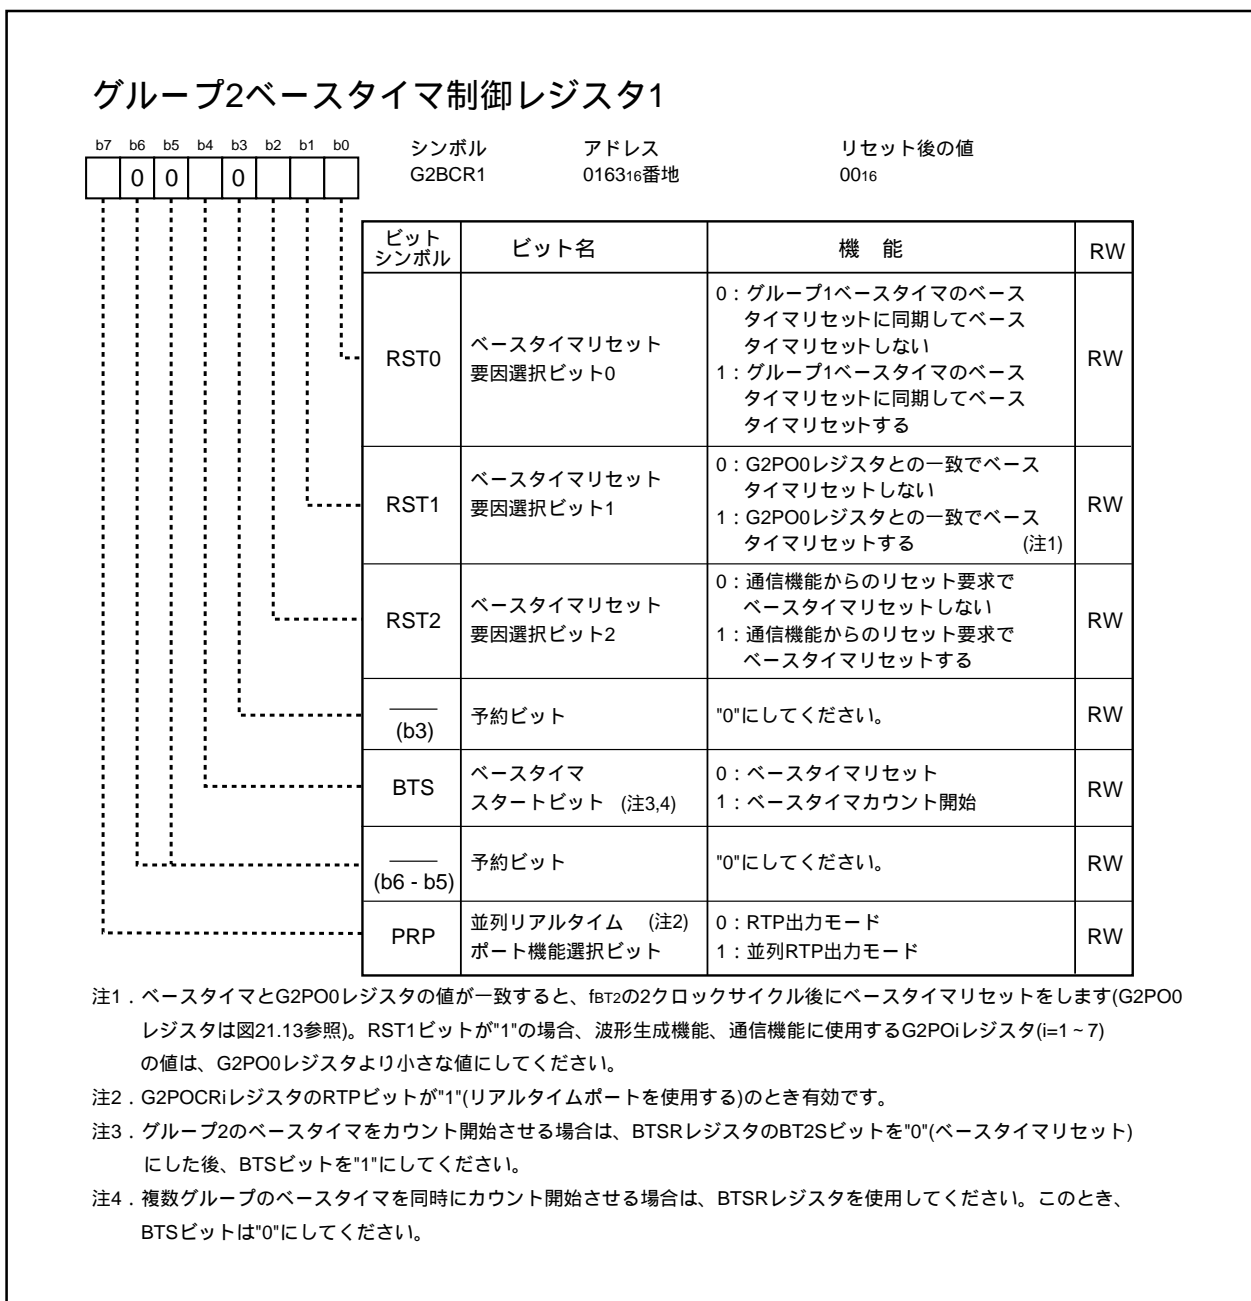 グループ2ベースタイマ制御レジスタ1
b7 b6 b5 b4 b3 b2 b1 b0
0 0 0
シンボル アドレス リセット後の値
G2BCR1 016316番地 0016
ビット
シンボル
ビット名
機 能
RW
RST0
ベースタイマリセット
要因選択ビット0
0：グループ1ベースタイマのベース
タイマリセットに同期してベース
タイマリセットしない
1：グループ1ベースタイマのベース
タイマリセットに同期してベース
タイマリセットする
RW
RST1
ベースタイマリセット
要因選択ビット1
0：G2PO0レジスタとの一致でベース
タイマリセットしない
1：G2PO0レジスタとの一致でベース
タイマリセットする (注1)
RW
RST2
ベースタイマリセット
要因選択ビット2
0：通信機能からのリセット要求で
ベースタイマリセットしない
1：通信機能からのリセット要求で
ベースタイマリセットする
RW
(b3)
予約ビット
"0"にしてください。
RW
BTS
ベースタイマ
スタートビット (注3,4)
0：ベースタイマリセット
1：ベースタイマカウント開始
RW
(b6 - b5)
予約ビット
"0"にしてください。
RW
PRP
並列リアルタイム (注2)
ポート機能選択ビット
0：RTP出力モード
1：並列RTP出力モード
RW
注1．ベースタイマとG2PO0レジスタの値が一致すると、fBT2の2クロックサイクル後にベースタイマリセットをします(G2PO0
レジスタは図21.13参照)。RST1ビットが"1"の場合、波形生成機能、通信機能に使用するG2POiレジスタ(i=1～7)
の値は、G2PO0レジスタより小さな値にしてください。
注2．G2POCRiレジスタのRTPビットが"1"(リアルタイムポートを使用する)のとき有効です。
注3．グループ2のベースタイマをカウント開始させる場合は、BTSRレジスタのBT2Sビットを"0"(ベースタイマリセット)
にした後、BTSビットを"1"にしてください。
注4．複数グループのベースタイマを同時にカウント開始させる場合は、BTSRレジスタを使用してください。このとき、
BTSビットは"0"にしてください。